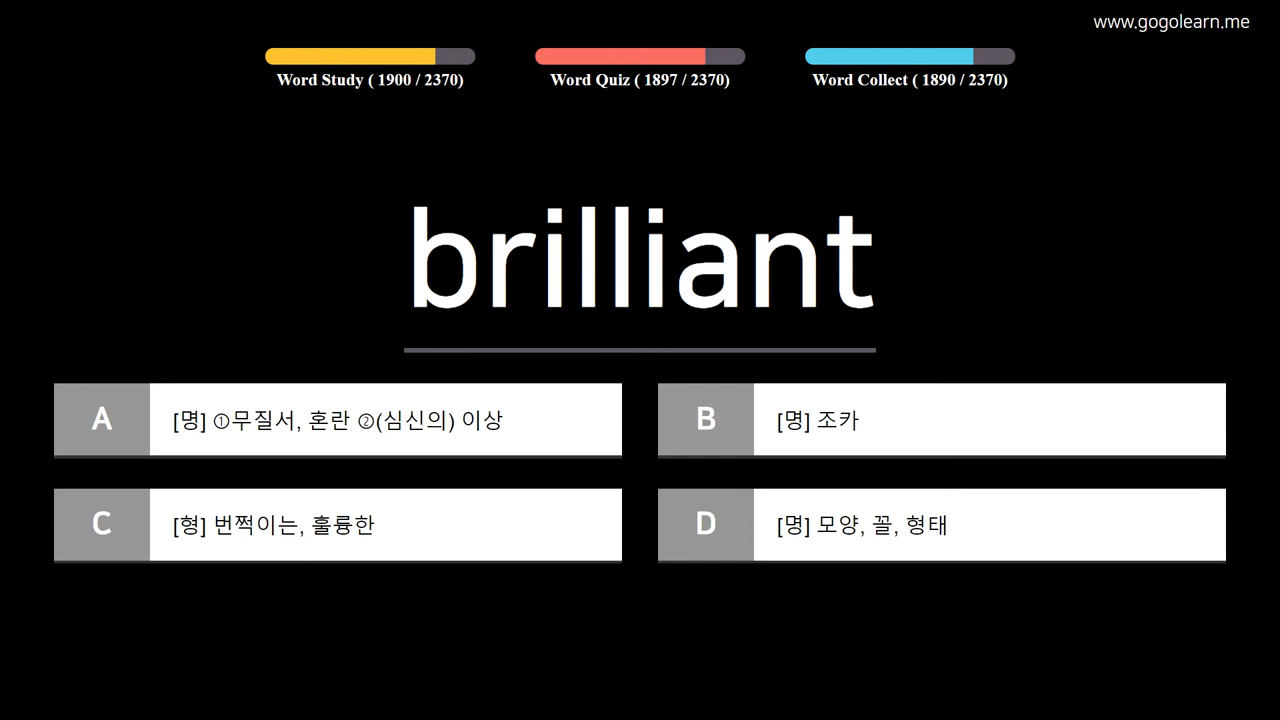 www.gogolearn.me
Word Study ( 1900 / 2370)
Word Quiz ( 1897 / 2370)
Word Collect ( 1890 / 2370)
brilliant
A [명] ①무질서, 혼란 ②(심신의) 이상
B [명] 조카
C [형] 번쩍이는, 훌륭한
D [명] 모양, 꼴, 형태